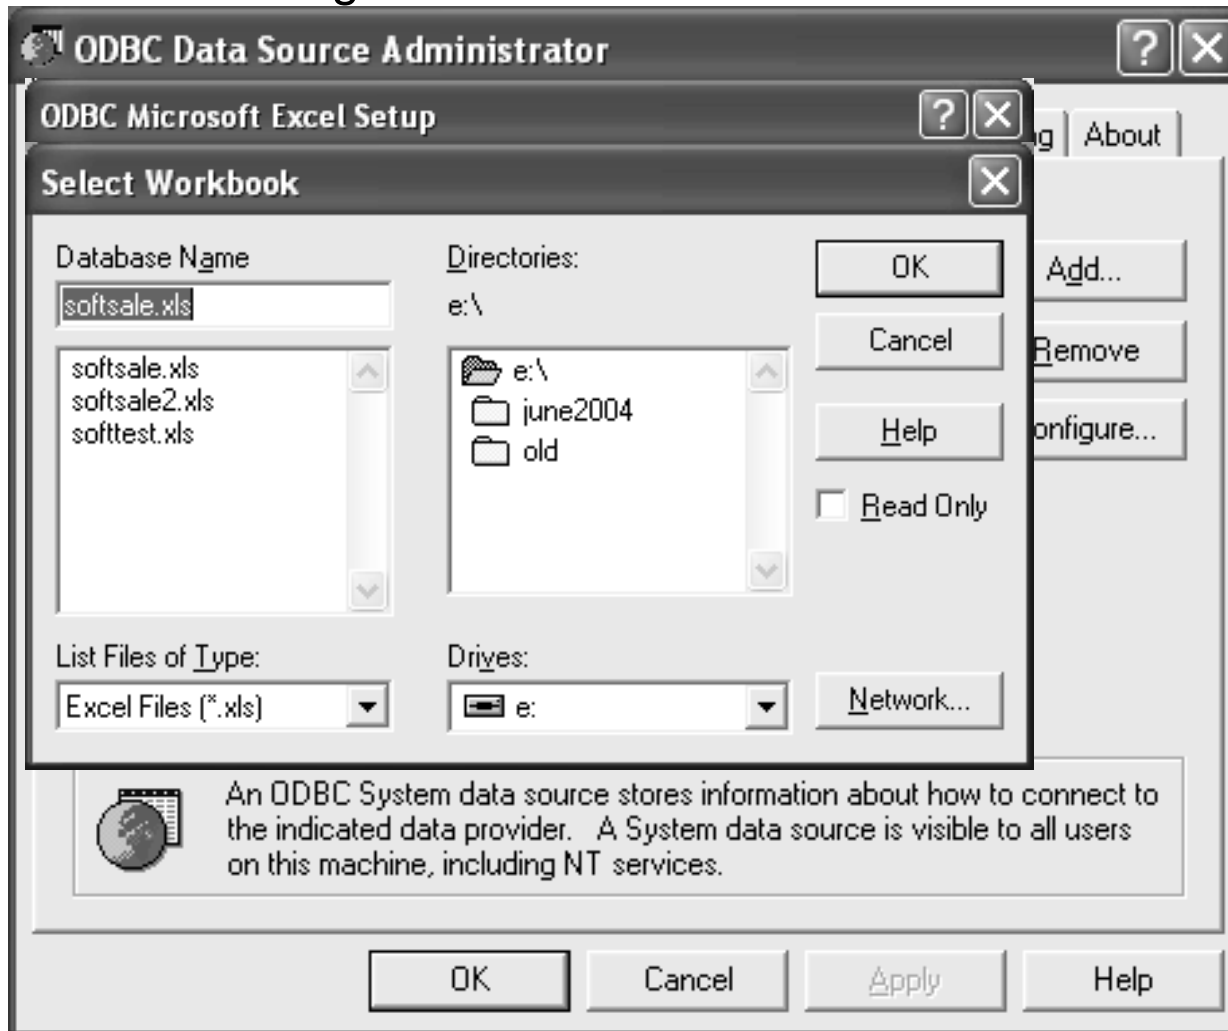 ODBC Data Source Administrator
ODBC Microsoft Excel Setup
About
Select Workbook
Database Name
Directories:
OK
Add...
softsale.xls
e:\
Cancel
Remove
softsale.xls
softsale2.xls
softtest.xls
e:\
june2004
old
Help
onfigure...
Read Only
List Files of Type:
Drives:
Excel Files (*.xls)
e:
Network...
An ODBC System data source stores information about how to connect to
the indicated data provider. A System data source is visible to all users
on this machine, including NT services.
OK
Cancel
Apply
Help